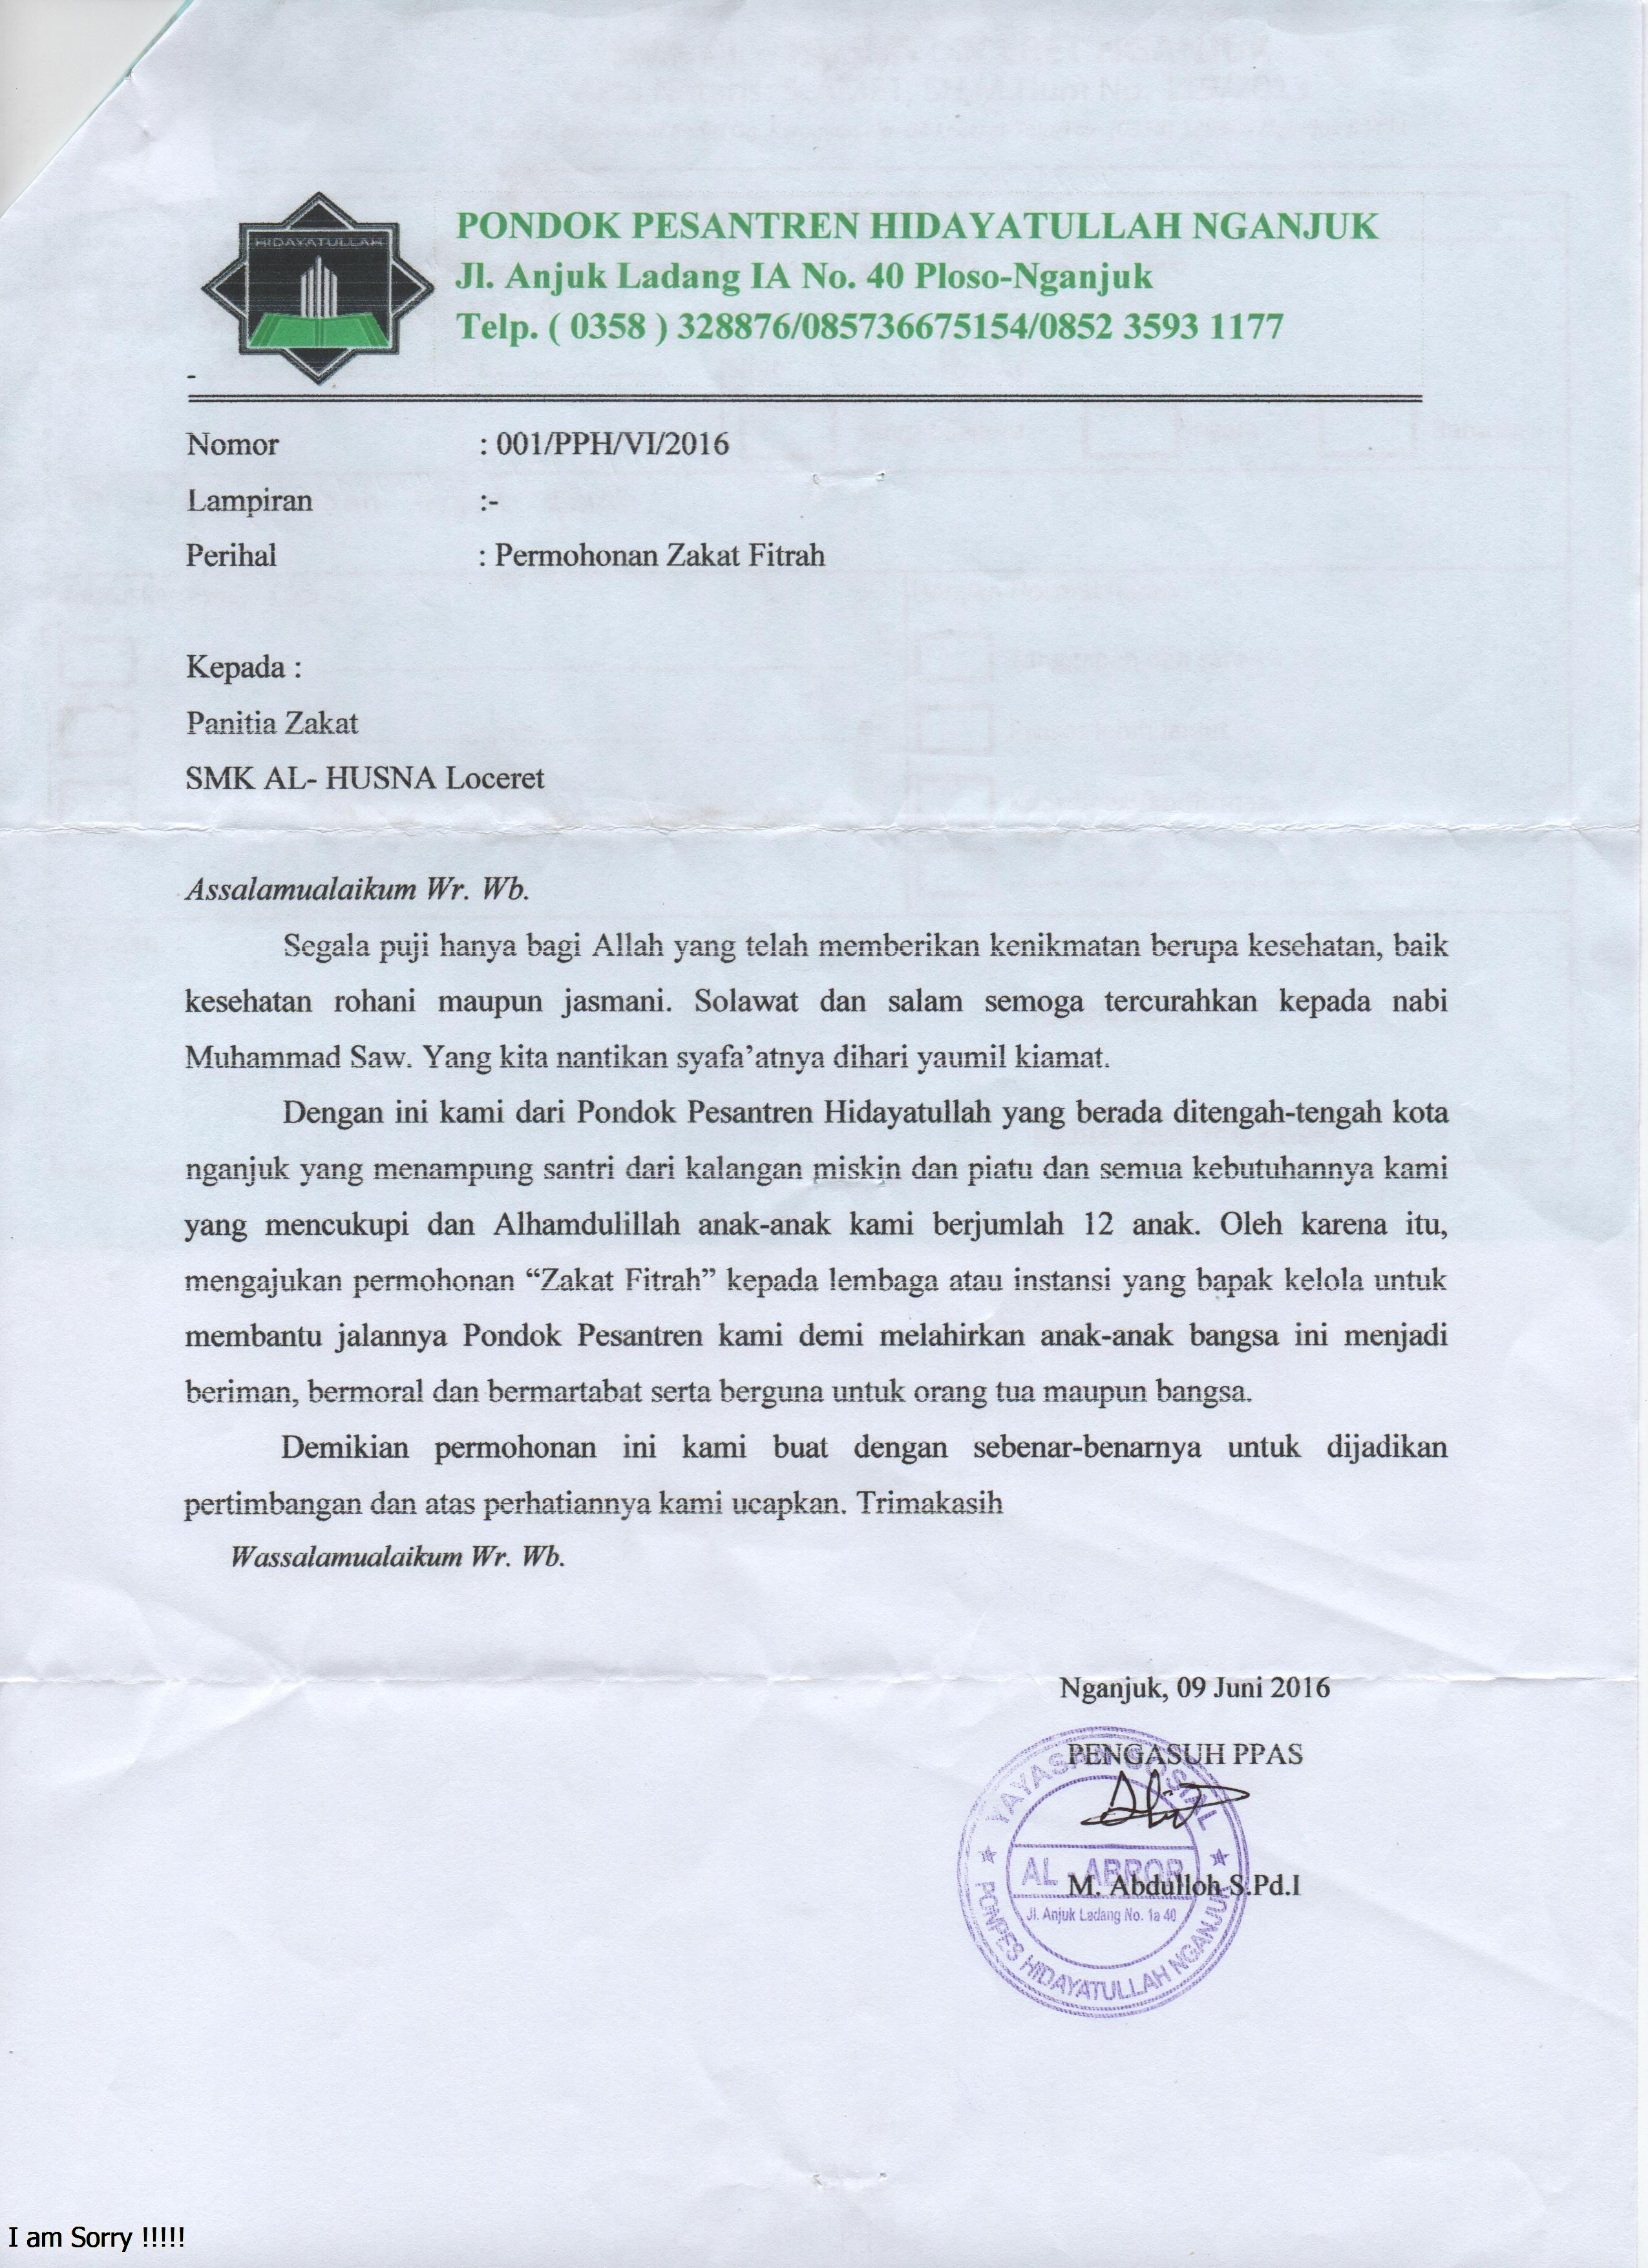 HIDAYATULLAH
PONDOK PESANTREN HIDAYATULLAH NGANJUK
Jl. Anjuk Ladang IA No. 40 Ploso-Nganjuk
Telp. ( 0358 ) 328876/085736675154/0852 3593 1177
-
Nomor : 001/PPH/VI/2016
Lampiran :-
Perihal : Permohonan Zakat Fitrah
Kepada :
Panitia Zakat
SMK AL- HUSNA Loceret
Assalamualaikum Wr. Wb.
Segala puji hanya bagi Allah yang telah memberikan kenikmatan berupa kesehatan, baik
kesehatan rohani maupun jasmani. Solawat dan salam semoga tercurahkan kepada nabi
Muhammad Saw. Yang kita nantikan syafa’atnya dihari yaumil kiamat.
Dengan ini kami dari Pondok Pesantren Hidayatullah yang berada ditengah-tengah kota
nganjuk yang menampung santri dari kalangan miskin dan piatu dan semua kebutuhannya kami
yang mencukupi dan Alhamdulillah anak-anak kami berjumlah 12 anak. Oleh karena itu,
mengajukan permohonan “Zakat Fitrah” kepada lembaga atau instansi yang bapak kelola untuk
membantu jalannya Pondok Pesantren kami demi melahirkan anak-anak bangsa ini menjadi
beriman, bermoral dan bermartabat serta berguna untuk orang tua maupun bangsa.
Demikian permohonan ini kami buat dengan sebenar-benarnya untuk dijadikan
pertimbangan dan atas perhatiannya kami ucapkan. Trimakasih
Wassalamualaikum Wr. Wb.
Nganjuk, 09 Juni 2016
PENGASUH PPAS
YAYASAN SOSIAL
AL - ABROR
M. Abdulloh S.Pd.I
Jl. Anjuk Ladang No. 1a 40
PONPES HIDAYATULLAH NGANJUK
I am Sorry !!!!!